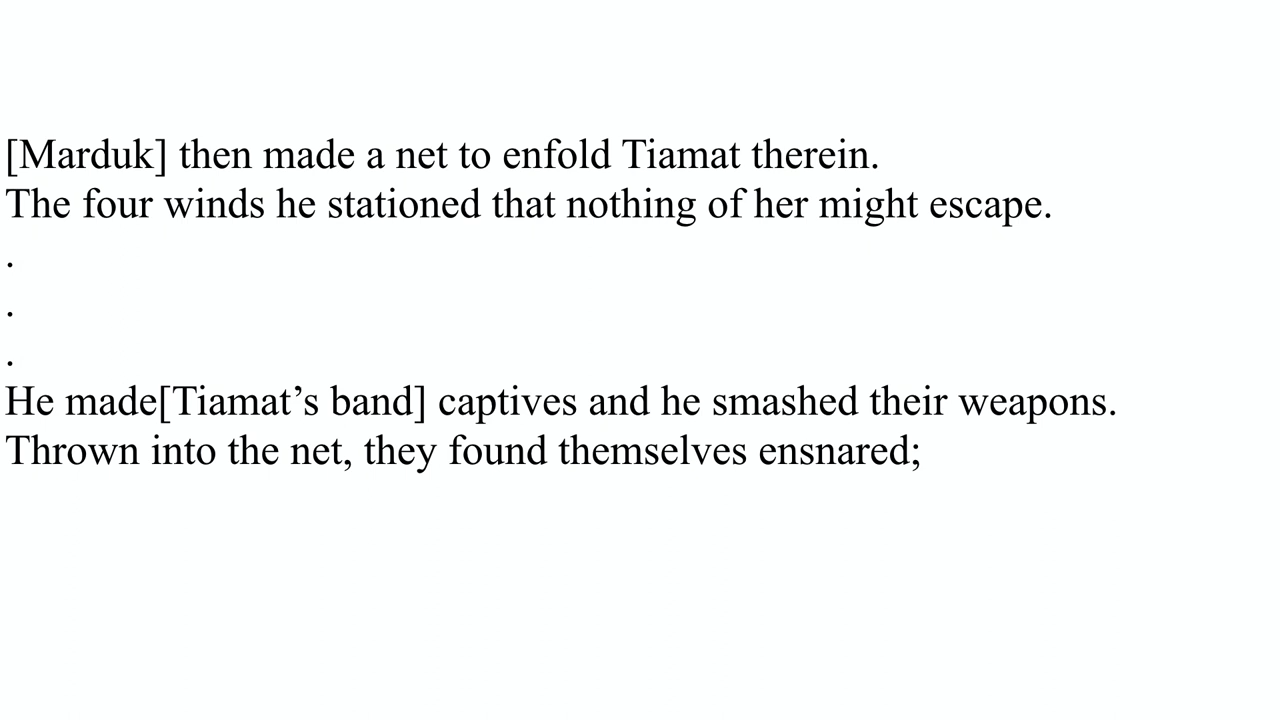 [Marduk] then made a net to enfold Tiamat therein.
The four winds he stationed that nothing of her might escape.
.
.
.
He made[Tiamat’s band] captives and he smashed their weapons.
Thrown into the net, they found themselves ensnared;